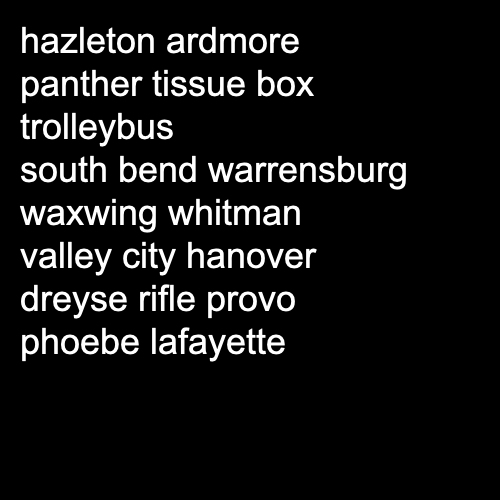 hazleton ardmore
panther tissue box
trolleybus
south bend warrensburg
waxwing whitman
valley city hanover
dreyse rifle provo
phoebe lafayette